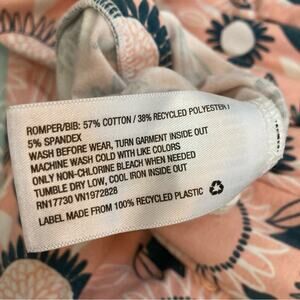 ROMPER/BIB: 57% COTTON / 38% RECYCLED POLYESTER /
5% SPANDEX
WASH BEFORE WEAR, TURN GARMENT INSIDE OUT
MACHINE WASH COLD WITH LIKE COLORS
ONLY NON-CHLORINE BLEACH WHEN NEEDED
TUMBLE DRY LOW, COOL IRON INSIDE OUT
RN17730 VN1972828
LABEL MADE FROM 100% RECYCLED PLASTIC